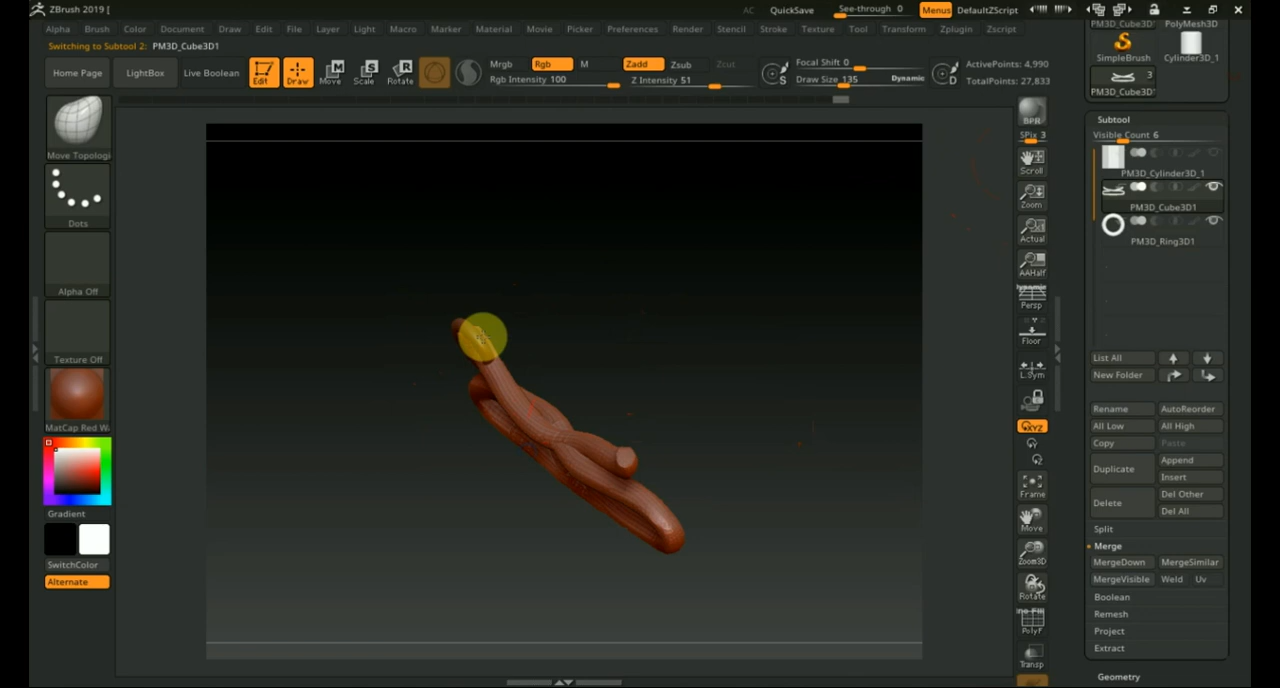 ZBrush 2019 [
AC QuickSave See-through 0 Menus DefaultZScript
Alpha Brush Color Document Draw Edit File Layer Light Macro Marker Material Movie Picker Preferences Render Stencil Stroke Texture Tool Transform Zplugin Zscript
Switching to Subtool 2: PM3D_Cube3D1
Home Page LightBox Live Boolean Edit Draw Move Scale Rotate
Mrgb Rgb M Zadd Zsub Zcut
Rgb Intensity 100 Z Intensity 51
Focal Shift 0
Draw Size 135 Dynamic
ActivePoints: 4,990
TotalPoints: 27,833
Move Topologi
Dots
Alpha Off
Texture Off
MatCap Red W
Gradient
SwitchColor
Alternate
BPR
SPix 3
Scroll
Zoom
Actual
AAHalf
Dynamic
Persp
Floor
L.Sym
XYZ
Frame
Move
Zoom3D
Rotate
PolyF
Transp
PM3D_Cube3D PolyMesh3D
SimpleBrush Cylinder3D_1
3
PM3D_Cube3D
Subtool
Visible Count 6
PM3D_Cylinder3D_1
PM3D_Cube3D1
PM3D_Ring3D1
List All
New Folder
Rename AutoReorder
All Low All High
Copy Paste
Duplicate Append
Insert
Delete Del Other
Del All
Split
Merge
MergeDown MergeSimilar
MergeVisible Weld Uv
Boolean
Remesh
Project
Extract
Geometry